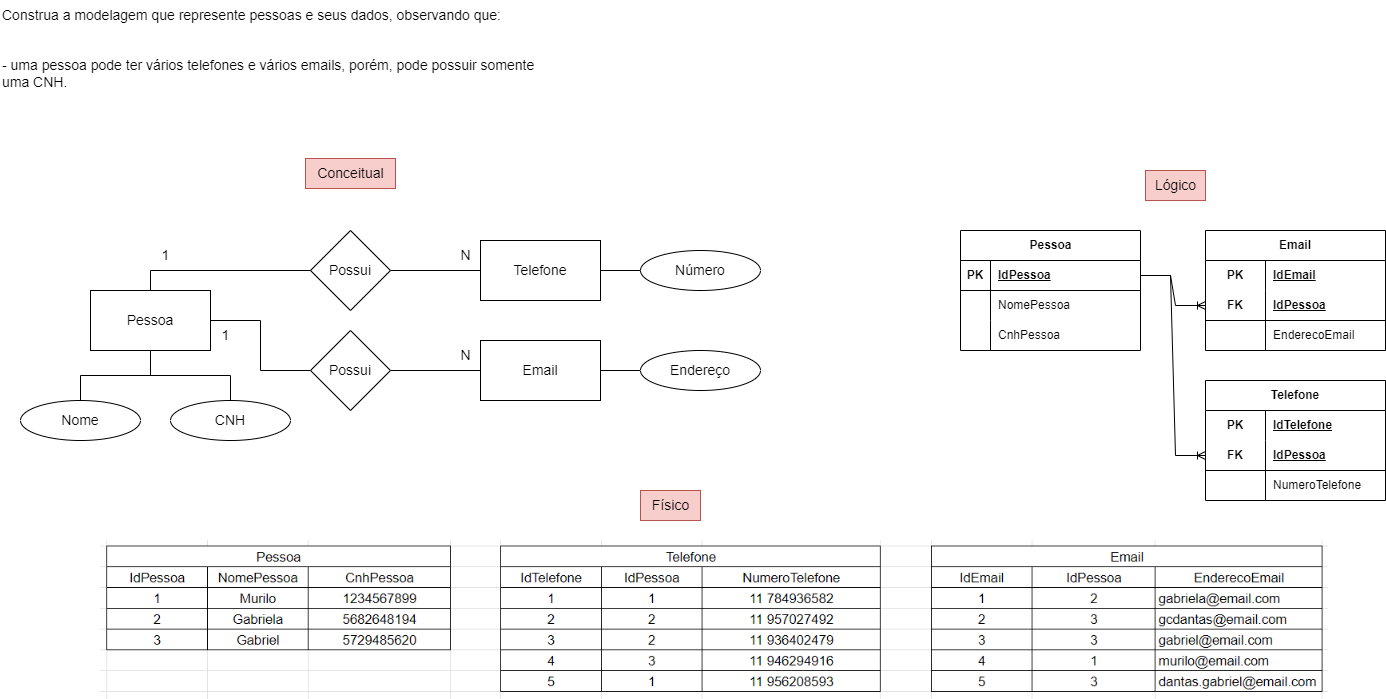 Construa a modelagem que represente pessoas e seus dados, observando que:
- uma pessoa pode ter vários telefones e vários emails, porém, pode possuir somente
uma CNH.
Conceitual
1
Possui
N
Telefone
Número
Pessoa
1
Possui
N
Email
Endereço
Nome
CNH
Lógico
Pessoa
PK IdPessoa
NomePessoa
CnhPessoa
Email
PK IdEmail
FK IdPessoa
EnderecoEmail
Telefone
PK IdTelefone
FK IdPessoa
NumeroTelefone
Físico
Pessoa
IdPessoa NomePessoa CnhPessoa
1 Murilo 1234567899
2 Gabriela 5682648194
3 Gabriel 5729485620
Telefone
IdTelefone IdPessoa NumeroTelefone
1 1 11 784936582
2 2 11 957027492
3 2 11 936402479
4 3 11 946294916
5 1 11 956208593
Email
IdEmail IdPessoa EnderecoEmail
1 2 gabriela@email.com
2 3 gcdantas@email.com
3 3 gabriel@email.com
4 1 murilo@email.com
5 3 dantas.gabriel@email.com